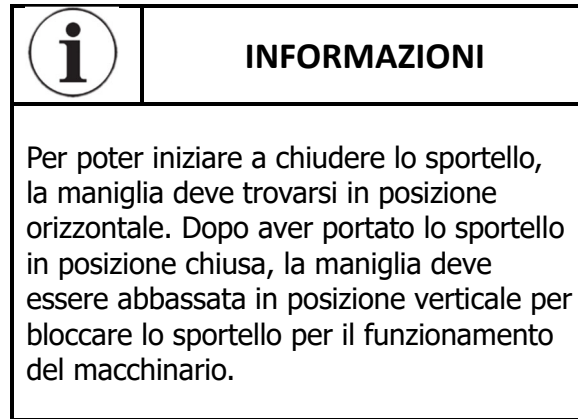 INFORMAZIONI
Per poter iniziare a chiudere lo sportello,
la maniglia deve trovarsi in posizione
orizzontale. Dopo aver portato lo sportello
in posizione chiusa, la maniglia deve
essere abbassata in posizione verticale per
bloccare lo sportello per il funzionamento
del macchinario.